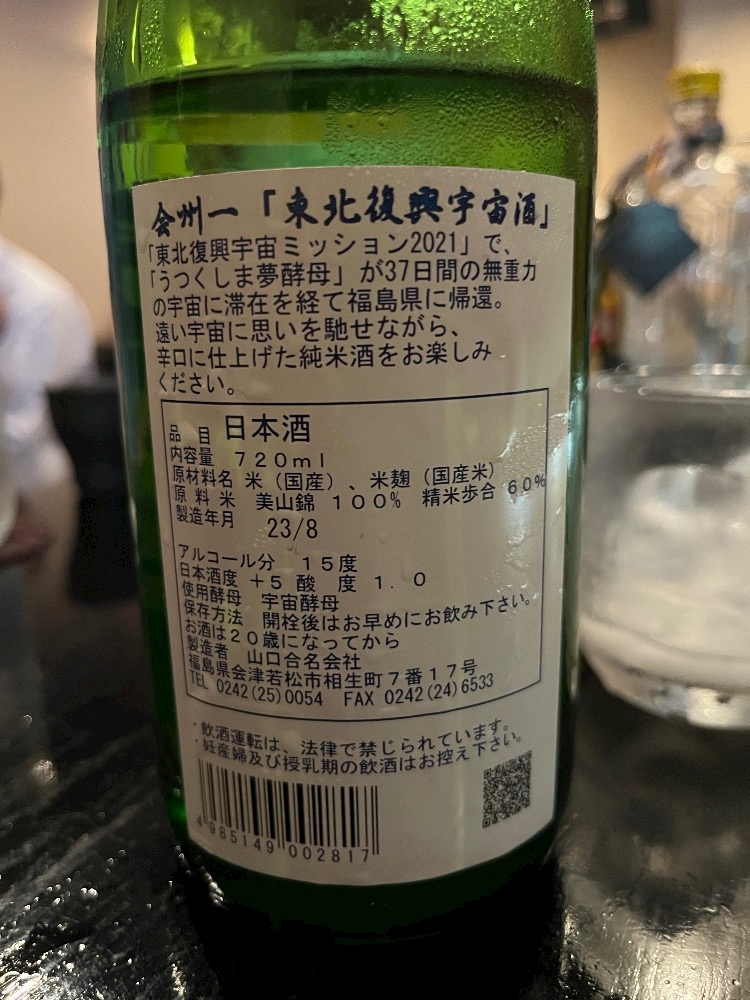 会州一「東北復興宇宙酒」
「東北復興宇宙ミッション2021」で、
「うつくしま夢酵母」が37日間の無重力
の宇宙に滞在を経て福島県に帰還。
遠い宇宙に思いを馳せながら、
辛口に仕上げた純米酒をお楽しみ
ください。
品 目 日本酒
内容量 720ml
原材料名 米(国産)、米麹(国産米)
原 料 米 美山錦 100% 精米歩合 60%
製造年月 23/8
アルコール分 15度
日本酒度 +5 酸 度 1.0
使用酵母 宇宙酵母
保存方法 開栓後はお早めにお飲み下さい。
お酒は20歳になってから
製造者 山口合名会社
福島県会津若松市相生町7番17号
TEL 0242(25)0054 FAX 0242(24)6533
・飲酒運転は、法律で禁じられています。
・妊産婦及び授乳期の飲酒はお控え下さい。
4985149 002817